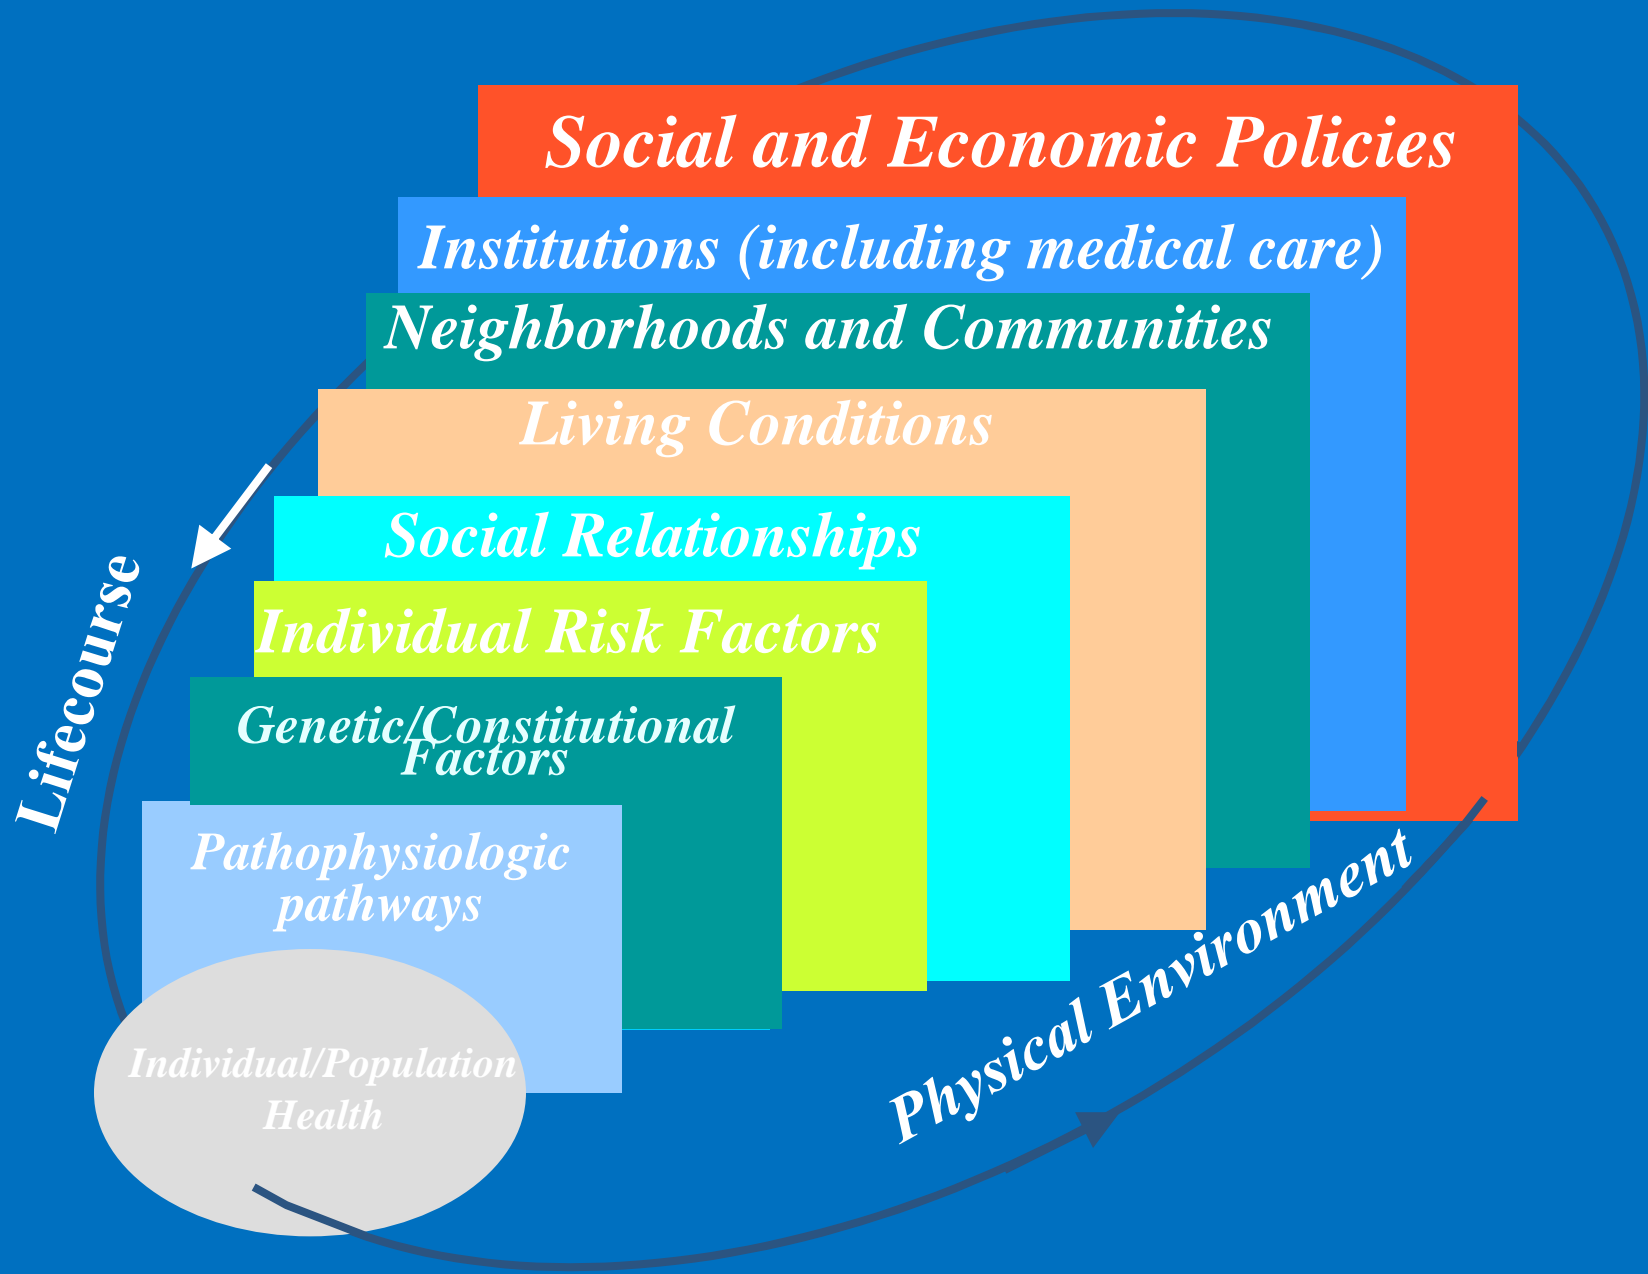 Social and Economic Policies
Institutions (including medical care)
Neighborhoods and Communities
Living Conditions
Social Relationships
Individual Risk Factors
Genetic/Constitutional
Factors
Pathophysiologic
pathways
Individual/Population
Health
Lifecourse
Physical Environment